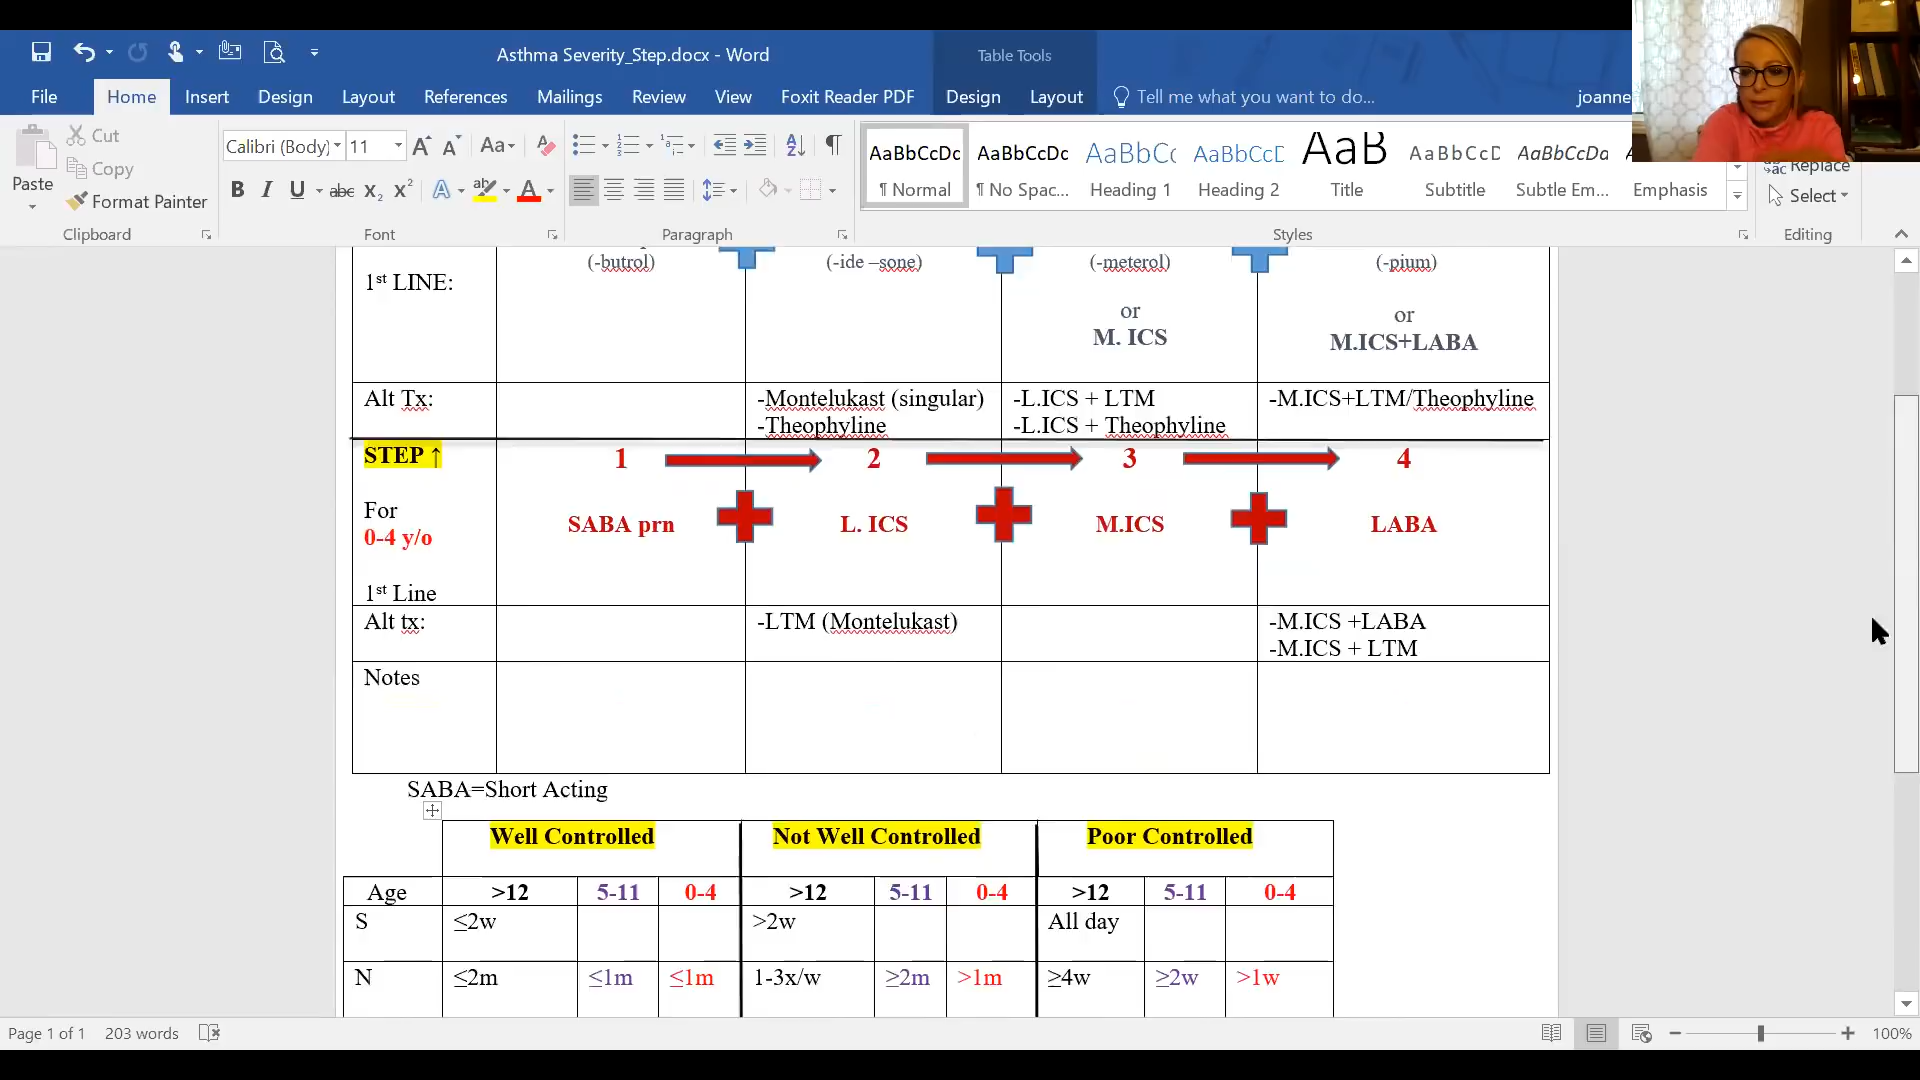 Asthma Severity_Step.docx - Word
Table Tools
File Home Insert Design Layout References Mailings Review View Foxit Reader PDF Design Layout Tell me what you want to do... joanne
Paste
Cut
Copy
Format Painter
Clipboard
Calibri (Body) 11
Font
Paragraph
AaBbCcDc AaBbCcDc AaBbCc AaBbCcD AaB AaBbCcD AaBbCcDa
¶ Normal ¶ No Spac... Heading 1 Heading 2 Title Subtitle Subtle Em... Emphasis
Styles
Replace
Select
Editing
1st LINE:
(-butrol) (-ide –sone) (-meterol) (-pium)
or or
M. ICS M.ICS+LABA
Alt Tx: -Montelukast (singular) -L.ICS + LTM -M.ICS+LTM/Theophyline
-Theophyline -L.ICS + Theophyline
STEP ↑ 1 2 3 4
For
0-4 y/o SABA prn L. ICS M.ICS LABA
1st Line
Alt tx: -LTM (Montelukast) -M.ICS +LABA
-M.ICS + LTM
Notes
SABA=Short Acting
Well Controlled Not Well Controlled Poor Controlled
Age >12 5-11 0-4 >12 5-11 0-4 >12 5-11 0-4
S ≤2w >2w All day
N ≤2m ≤1m ≤1m 1-3x/w ≥2m >1m ≥4w ≥2w >1w
Page 1 of 1 203 words 100%